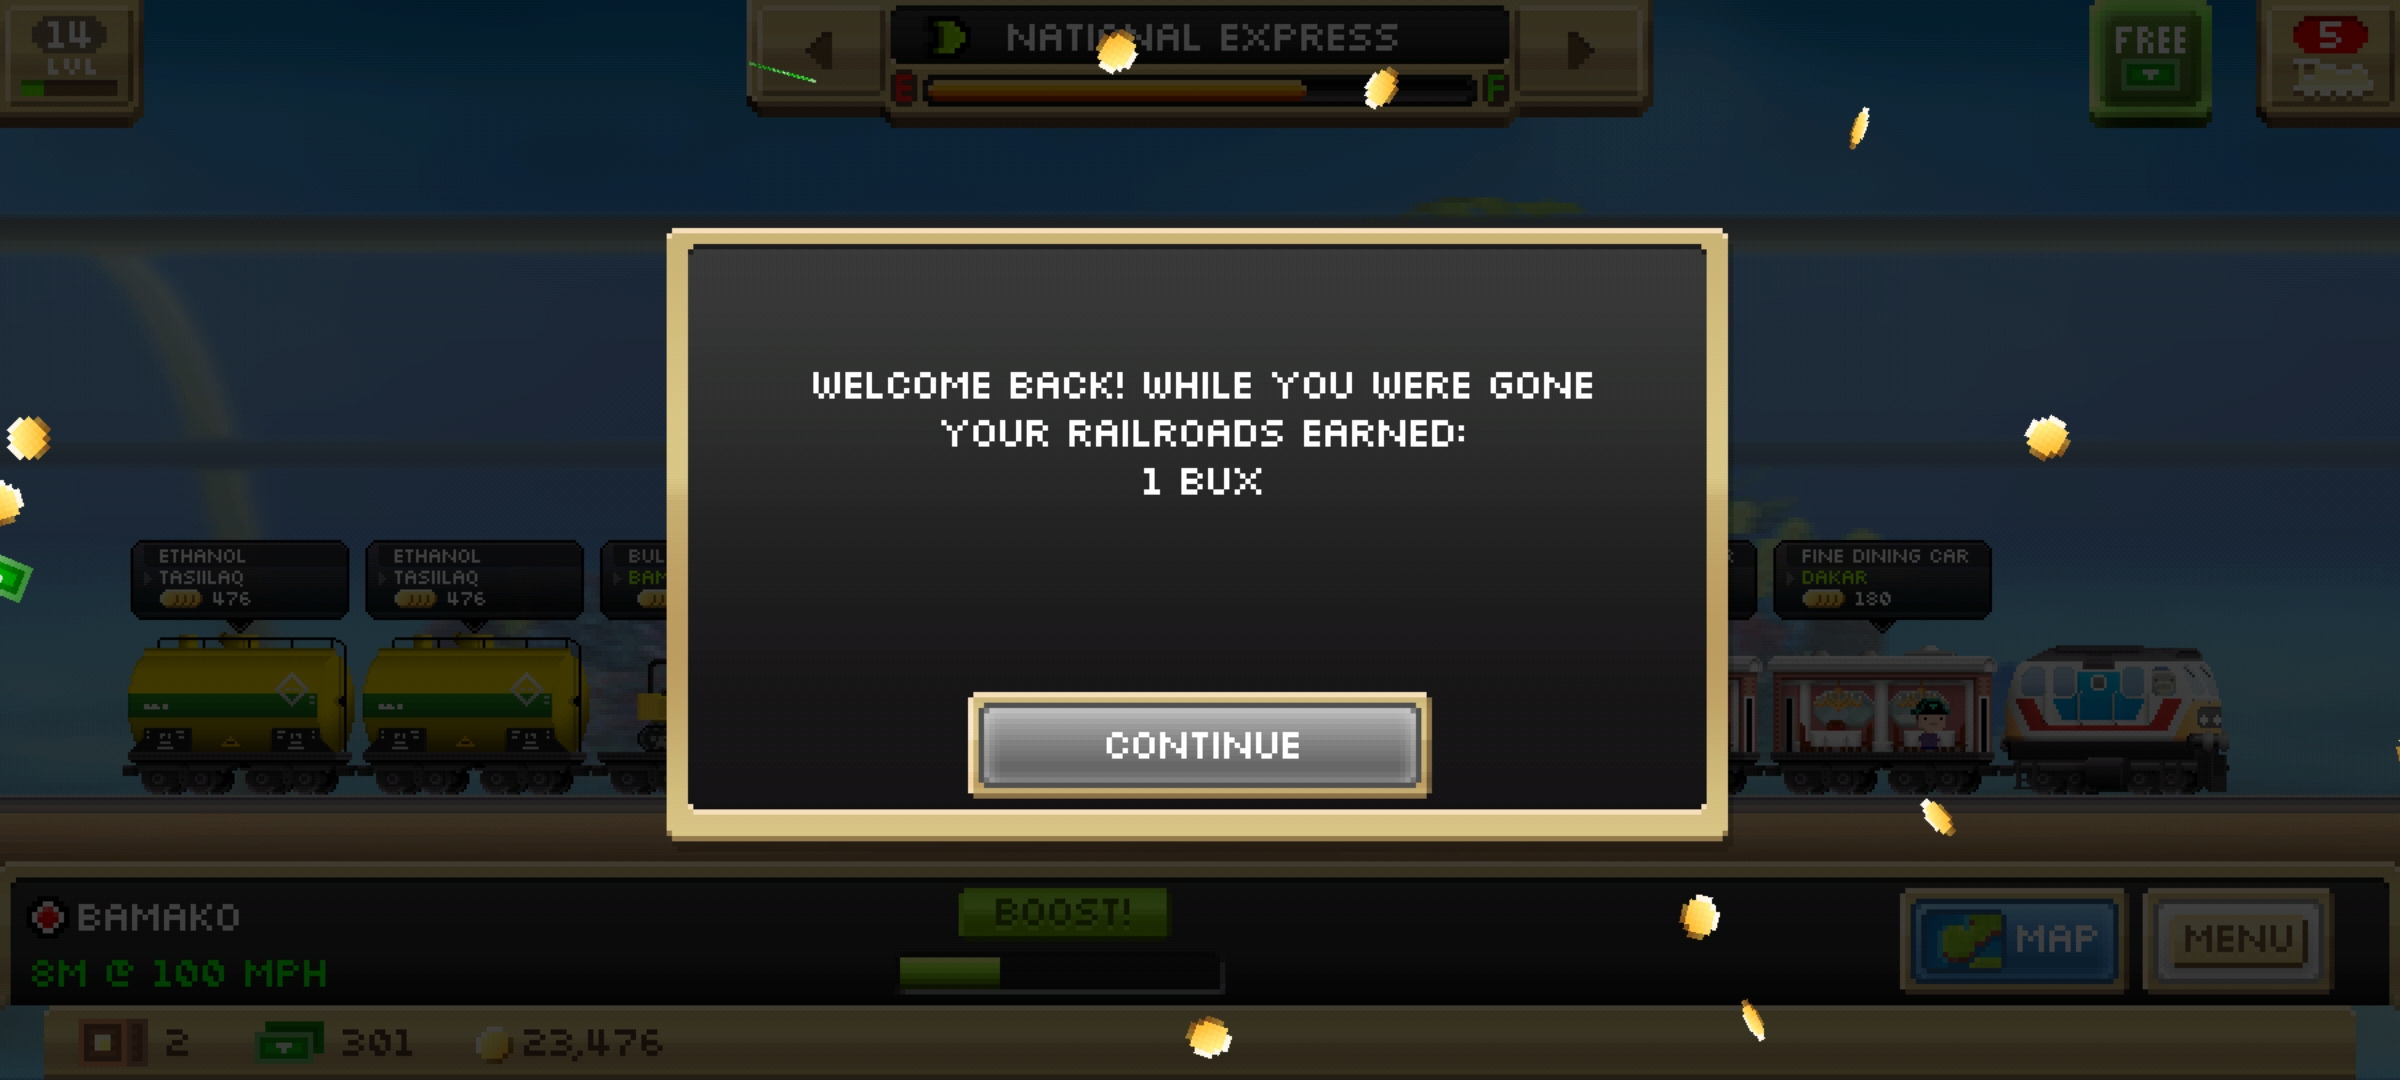 14
LVL
NATIONAL EXPRESS
E
F
FREE
5
WELCOME BACK! WHILE YOU WERE GONE
YOUR RAILROADS EARNED:
1 BUX
CONTINUE
ETHANOL
TASIILAQ
476
ETHANOL
TASIILAQ
476
BUL
BAM
FINE DINING CAR
DAKAR
180
BAMAKO
8M @ 100 MPH
BOOST!
MAP
MENU
2
301
23,476